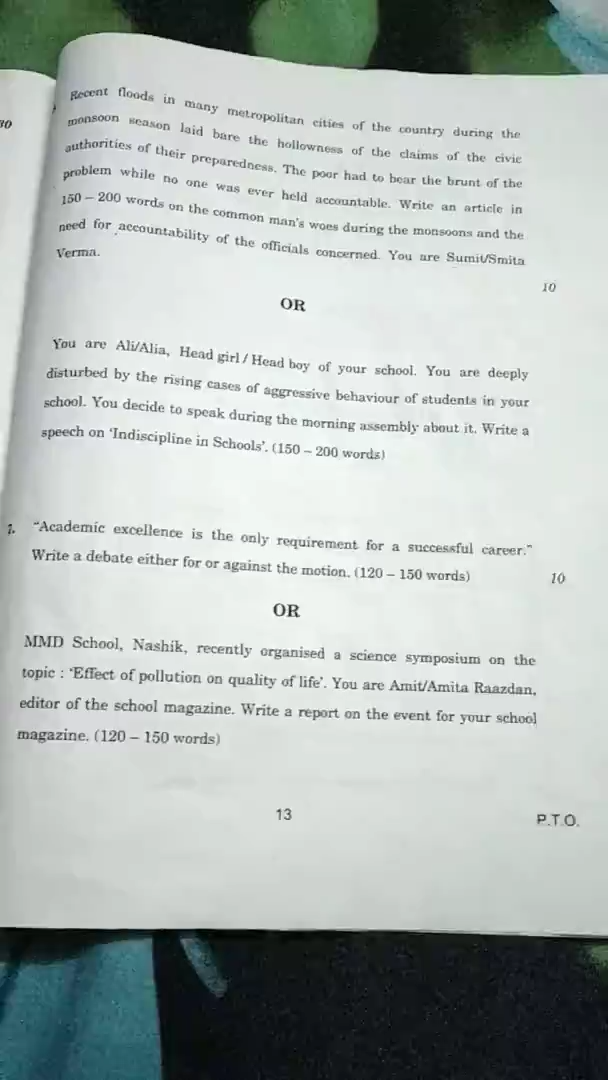 30
Recent floods in many metropolitan cities of the country during the
monsoon season laid bare the hollowness of the claims of the civic
authorities of their preparedness. The poor had to bear the brunt of the
problem while no one was ever held accountable. Write an article in
150 – 200 words on the common man's woes during the monsoons and the
need for accountability of the officials concerned. You are Sumit/Smita
Verma.
10
OR
You are Ali/Alia, Head girl / Head boy of your school. You are deeply
disturbed by the rising cases of aggressive behaviour of students in your
school. You decide to speak during the morning assembly about it. Write a
speech on 'Indiscipline in Schools'. (150 – 200 words)
7. "Academic excellence is the only requirement for a successful career."
Write a debate either for or against the motion. (120 – 150 words)
10
OR
MMD School, Nashik, recently organised a science symposium on the
topic : 'Effect of pollution on quality of life'. You are Amit/Amita Raazdan,
editor of the school magazine. Write a report on the event for your school
magazine. (120 – 150 words)
13
P.T.O.